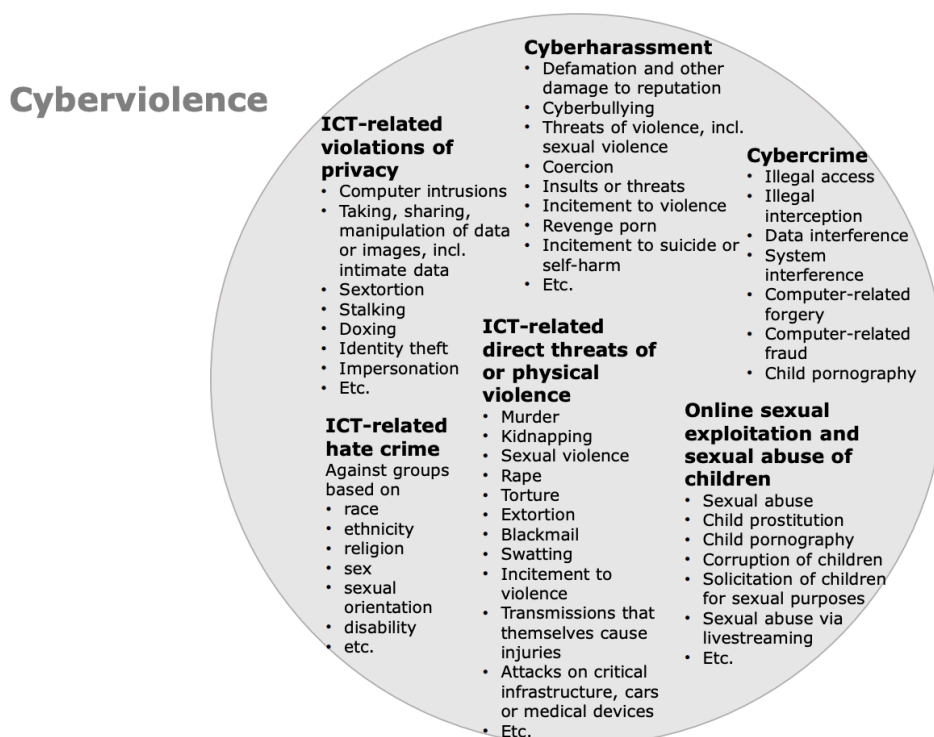 Cyberviolence
Cyberharassment
• Defamation and other
damage to reputation
• Cyberbullying
• Threats of violence, incl.
sexual violence
• Coercion
• Insults or threats
• Incitement to violence
• Revenge porn
• Incitement to suicide or
self-harm
• Etc.
ICT-related
violations of
privacy
• Computer intrusions
• Taking, sharing,
manipulation of data
or images, incl.
intimate data
• Sextortion
• Stalking
• Doxing
• Identity theft
• Impersonation
• Etc.
Cybercrime
• Illegal access
• Illegal
interception
• Data interference
• System
interference
• Computer-related
forgery
• Computer-related
fraud
• Child pornography
ICT-related
direct threats of
or physical
violence
• Murder
• Kidnapping
• Sexual violence
• Rape
• Torture
• Extortion
• Blackmail
• Swatting
• Incitement to
violence
• Transmissions that
themselves cause
injuries
• Attacks on critical
infrastructure, cars
or medical devices
• Etc.
ICT-related
hate crime
Against groups
based on
• race
• ethnicity
• religion
• sex
• sexual
orientation
• disability
• etc.
Online sexual
exploitation and
sexual abuse of
children
• Sexual abuse
• Child prostitution
• Child pornography
• Corruption of children
• Solicitation of children
for sexual purposes
• Sexual abuse via
livestreaming
• Etc.